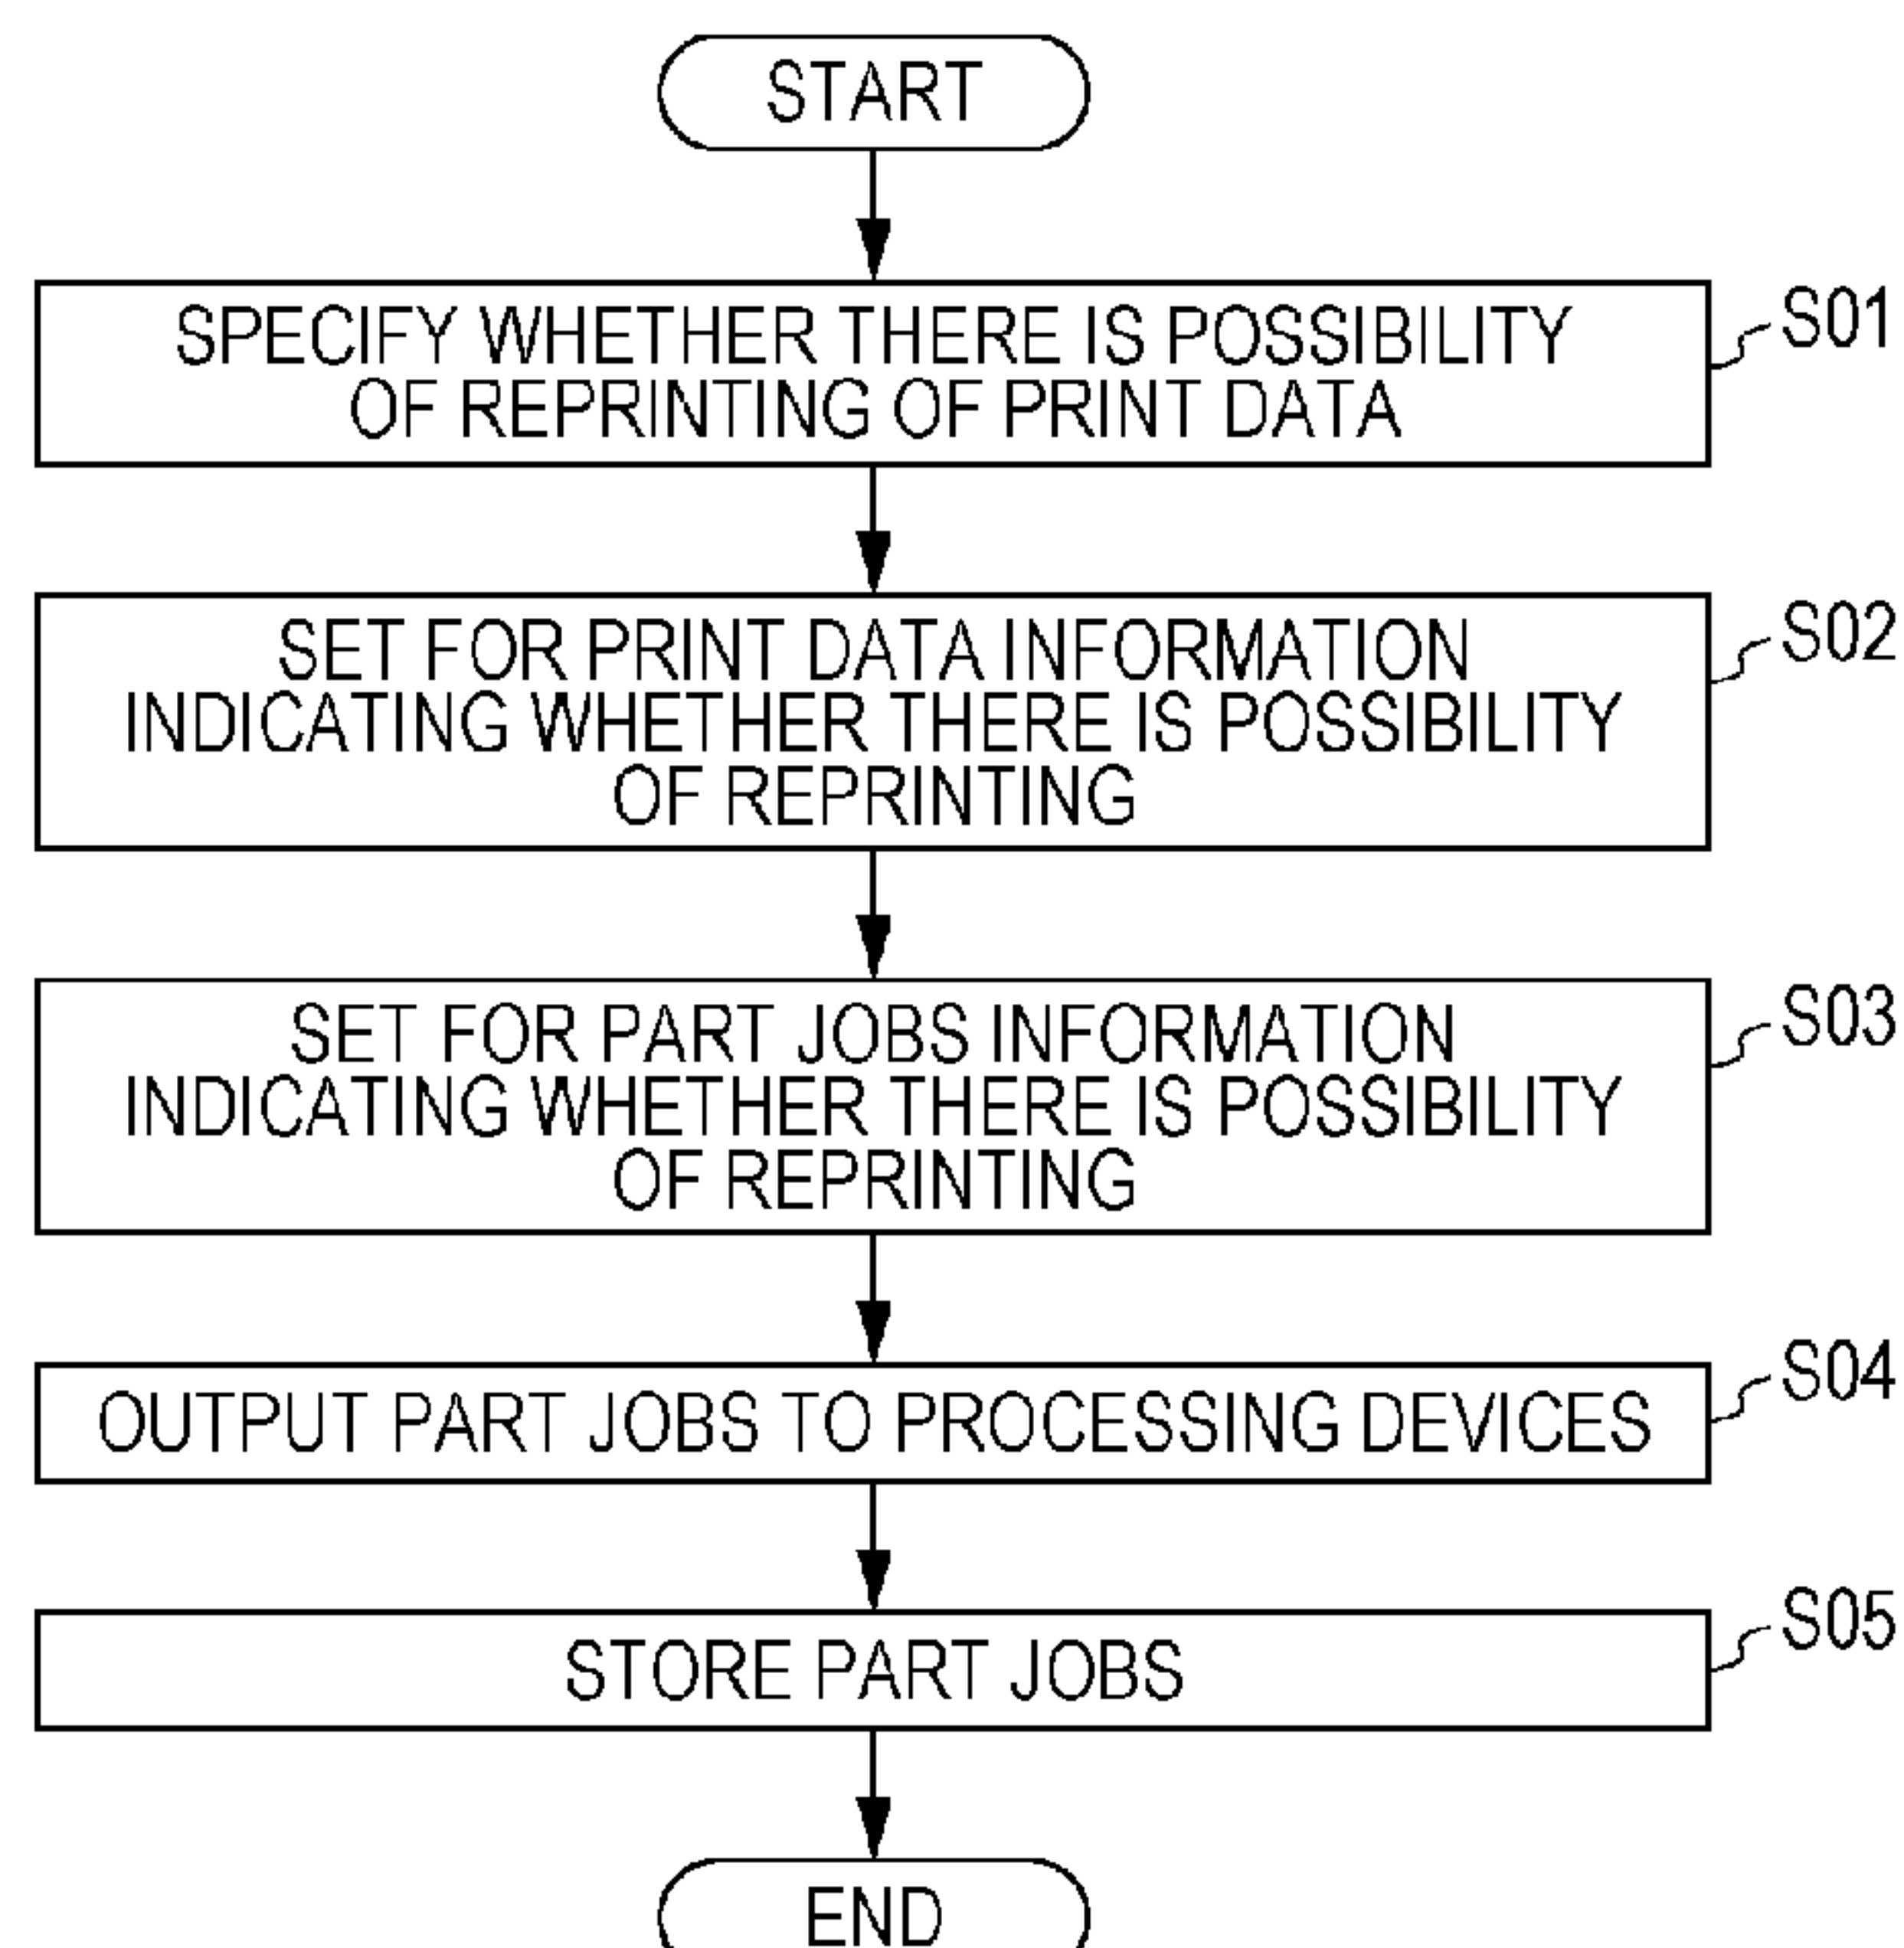 START
SPECIFY WHETHER THERE IS POSSIBILITY
OF REPRINTING OF PRINT DATA
S01
SET FOR PRINT DATA INFORMATION
INDICATING WHETHER THERE IS POSSIBILITY
OF REPRINTING
S02
SET FOR PART JOBS INFORMATION
INDICATING WHETHER THERE IS POSSIBILITY
OF REPRINTING
S03
OUTPUT PART JOBS TO PROCESSING DEVICES
S04
STORE PART JOBS
S05
END